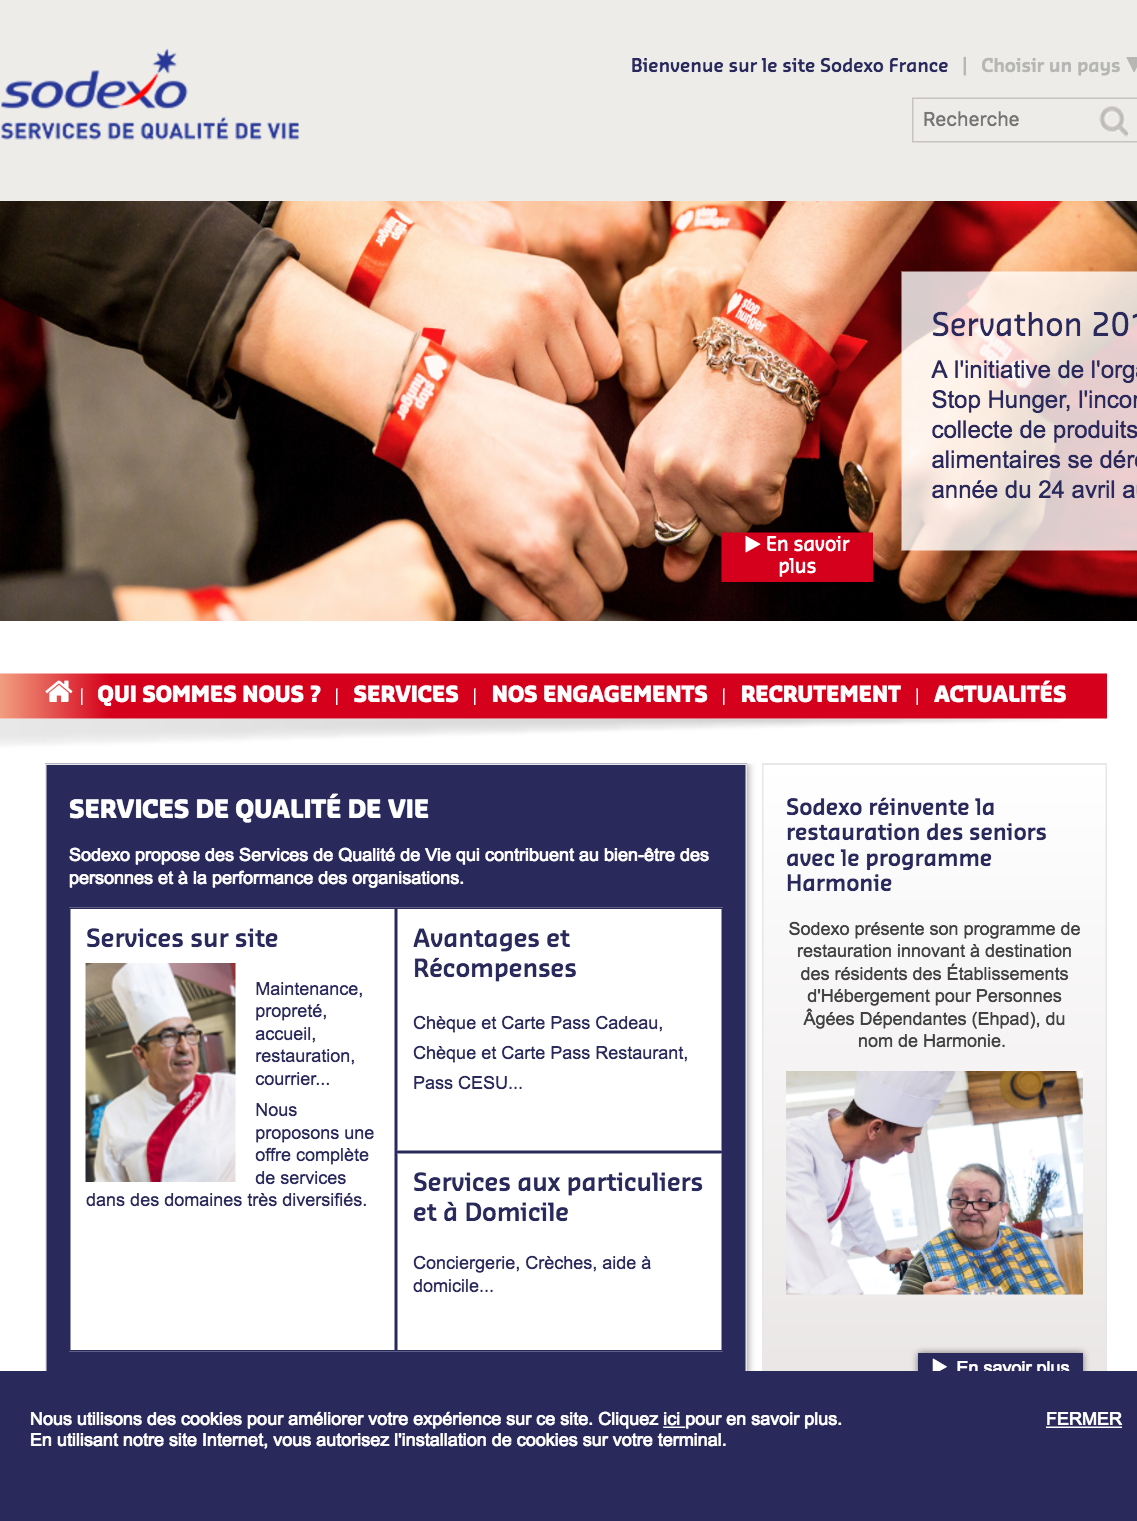 sodexo
SERVICES DE QUALITÉ DE VIE
Bienvenue sur le site Sodexo France | Choisir un pays
Recherche
stop hunger
stop hunger
stop hunger
stop hunger
Servathon
A l'initiative de
Stop Hunger,
collecte de produits
alimentaires se
année du 24 avril
En savoir
plus
QUI SOMMES NOUS ? | SERVICES | NOS ENGAGEMENTS | RECRUTEMENT | ACTUALITÉS
SERVICES DE QUALITÉ DE VIE
Sodexo propose des Services de Qualité de Vie qui contribuent au bien-être des
personnes et à la performance des organisations.
Services sur site
Maintenance,
propreté,
accueil,
restauration,
courrier...
Nous
proposons une
offre complète
de services
dans des domaines très diversifiés.
sodexo
Avantages et
Récompenses
Chèque et Carte Pass Cadeau,
Chèque et Carte Pass Restaurant,
Pass CESU...
Services aux particuliers
et à Domicile
Conciergerie, Crèches, aide à
domicile...
Sodexo réinvente la
restauration des seniors
avec le programme
Harmonie
Sodexo présente son programme de
restauration innovant à destination
des résidents des Établissements
d'Hébergement pour Personnes
Âgées Dépendantes (Ehpad), du
nom de Harmonie.
En savoir plus
Nous utilisons des cookies pour améliorer votre expérience sur ce site. Cliquez ici pour en savoir plus.
En utilisant notre site Internet, vous autorisez l'installation de cookies sur votre terminal.
FERMER